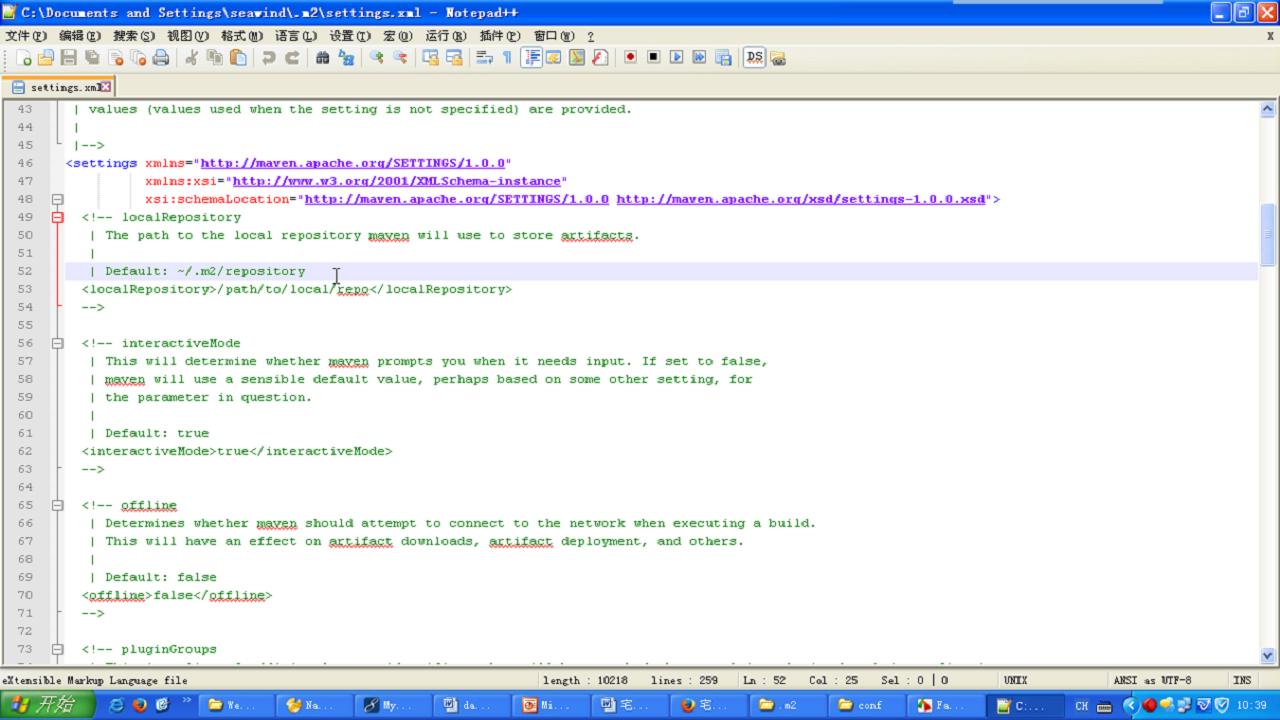 C:\Documents and Settings\seawind\.m2\settings.xml - Notepad++
文件(F) 编辑(E) 搜索(S) 视图(V) 格式(M) 语言(L) 设置(T) 宏(O) 运行(R) 插件(P) 窗口(W) ? X
settings.xml
43 | values (values used when the setting is not specified) are provided.
44 |
45 |-->
46 <settings xmlns="http://maven.apache.org/SETTINGS/1.0.0"
47 xmlns:xsi="http://www.w3.org/2001/XMLSchema-instance"
48 xsi:schemaLocation="http://maven.apache.org/SETTINGS/1.0.0 http://maven.apache.org/xsd/settings-1.0.0.xsd">
49 <!-- localRepository
50 | The path to the local repository maven will use to store artifacts.
51 |
52 | Default: ~/.m2/repository
53 <localRepository>/path/to/local/repo</localRepository>
54 -->
55
56 <!-- interactiveMode
57 | This will determine whether maven prompts you when it needs input. If set to false,
58 | maven will use a sensible default value, perhaps based on some other setting, for
59 | the parameter in question.
60 |
61 | Default: true
62 <interactiveMode>true</interactiveMode>
63 -->
64
65 <!-- offline
66 | Determines whether maven should attempt to connect to the network when executing a build.
67 | This will have an effect on artifact downloads, artifact deployment, and others.
68 |
69 | Default: false
70 <offline>false</offline>
71 -->
72
73 <!-- pluginGroups
eXtensible Markup Language file length : 10218 lines : 259 Ln : 52 Col : 25 Sel : 0 | 0 UNIX ANSI as UTF-8 INS
开始 We... Na... My... da... Mi... 宅... 宅... .m2 conf Fa... C:... CH 10:39